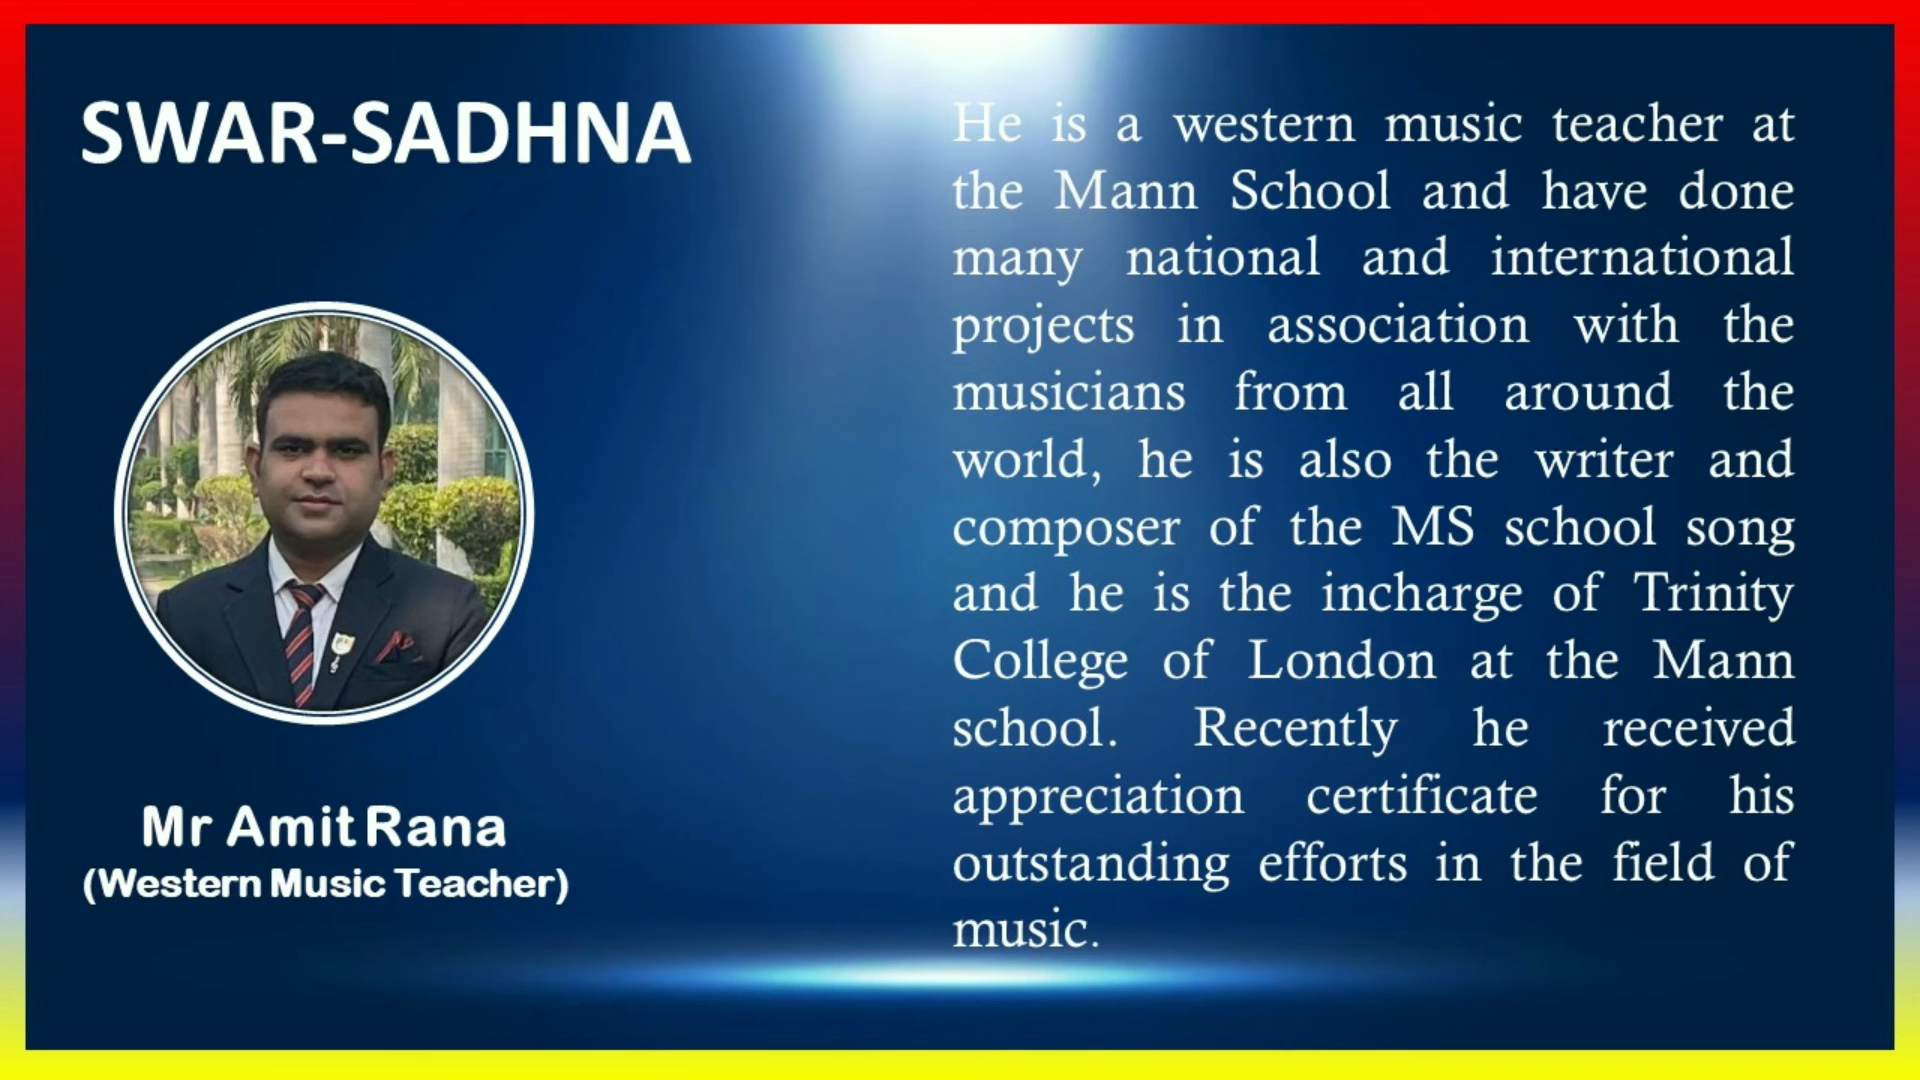 SWAR-SADHNA
Mr Amit Rana
(Western Music Teacher)
He is a western music teacher at
the Mann School and have done
many national and international
projects in association with the
musicians from all around the
world, he is also the writer and
composer of the MS school song
and he is the incharge of Trinity
College of London at the Mann
school. Recently he received
appreciation certificate for his
outstanding efforts in the field of
music.